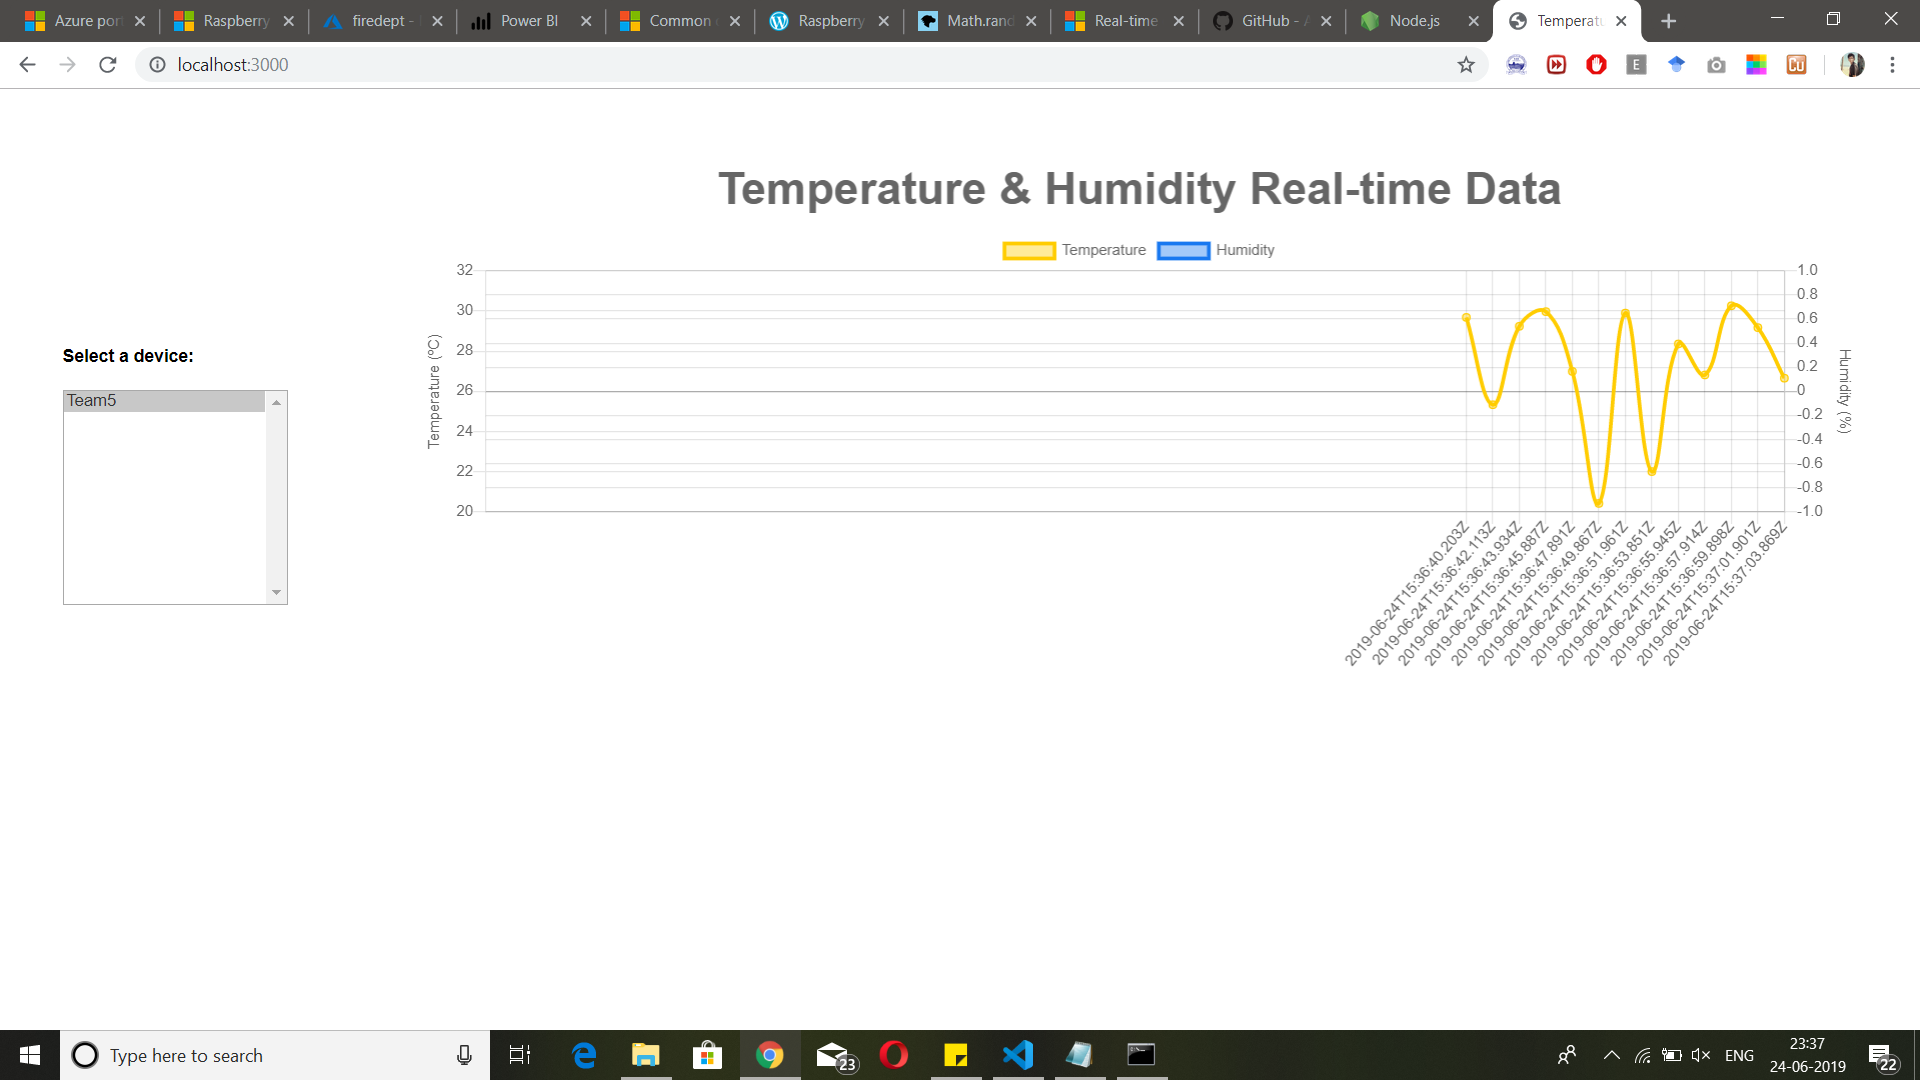 Azure port
Raspberry
firedept -
Power BI
Common
Raspberry
Math.rand
Real-time
GitHub - A
Node.js
Temperatu
localhost:3000
E
Cu
Temperature & Humidity Real-time Data
Temperature
Humidity
Select a device:
Team5
Temperature (ºC)
32
30
28
26
24
22
20
1.0
0.8
0.6
0.4
0.2
0
-0.2
-0.4
-0.6
-0.8
-1.0
Humidity (%)
2019-06-24T15:36:40.203Z
2019-06-24T15:36:42.113Z
2019-06-24T15:36:43.934Z
2019-06-24T15:36:45.887Z
2019-06-24T15:36:47.891Z
2019-06-24T15:36:49.867Z
2019-06-24T15:36:51.961Z
2019-06-24T15:36:53.851Z
2019-06-24T15:36:55.945Z
2019-06-24T15:36:57.914Z
2019-06-24T15:36:59.898Z
2019-06-24T15:37:01.901Z
2019-06-24T15:37:03.869Z
Type here to search
23
ENG
23:37
24-06-2019
22